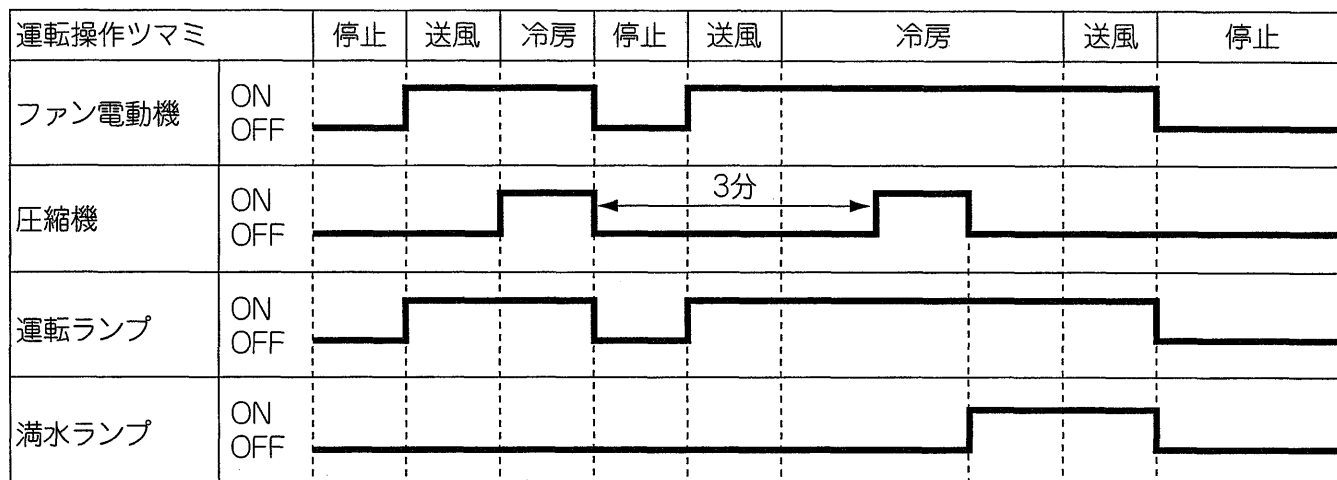 運転操作ツマミ 停止 送風 冷房 停止 送風 冷房 送風 停止
ファン電動機 ON
OFF
圧縮機 ON
OFF
3分
運転ランプ ON
OFF
満水ランプ ON
OFF